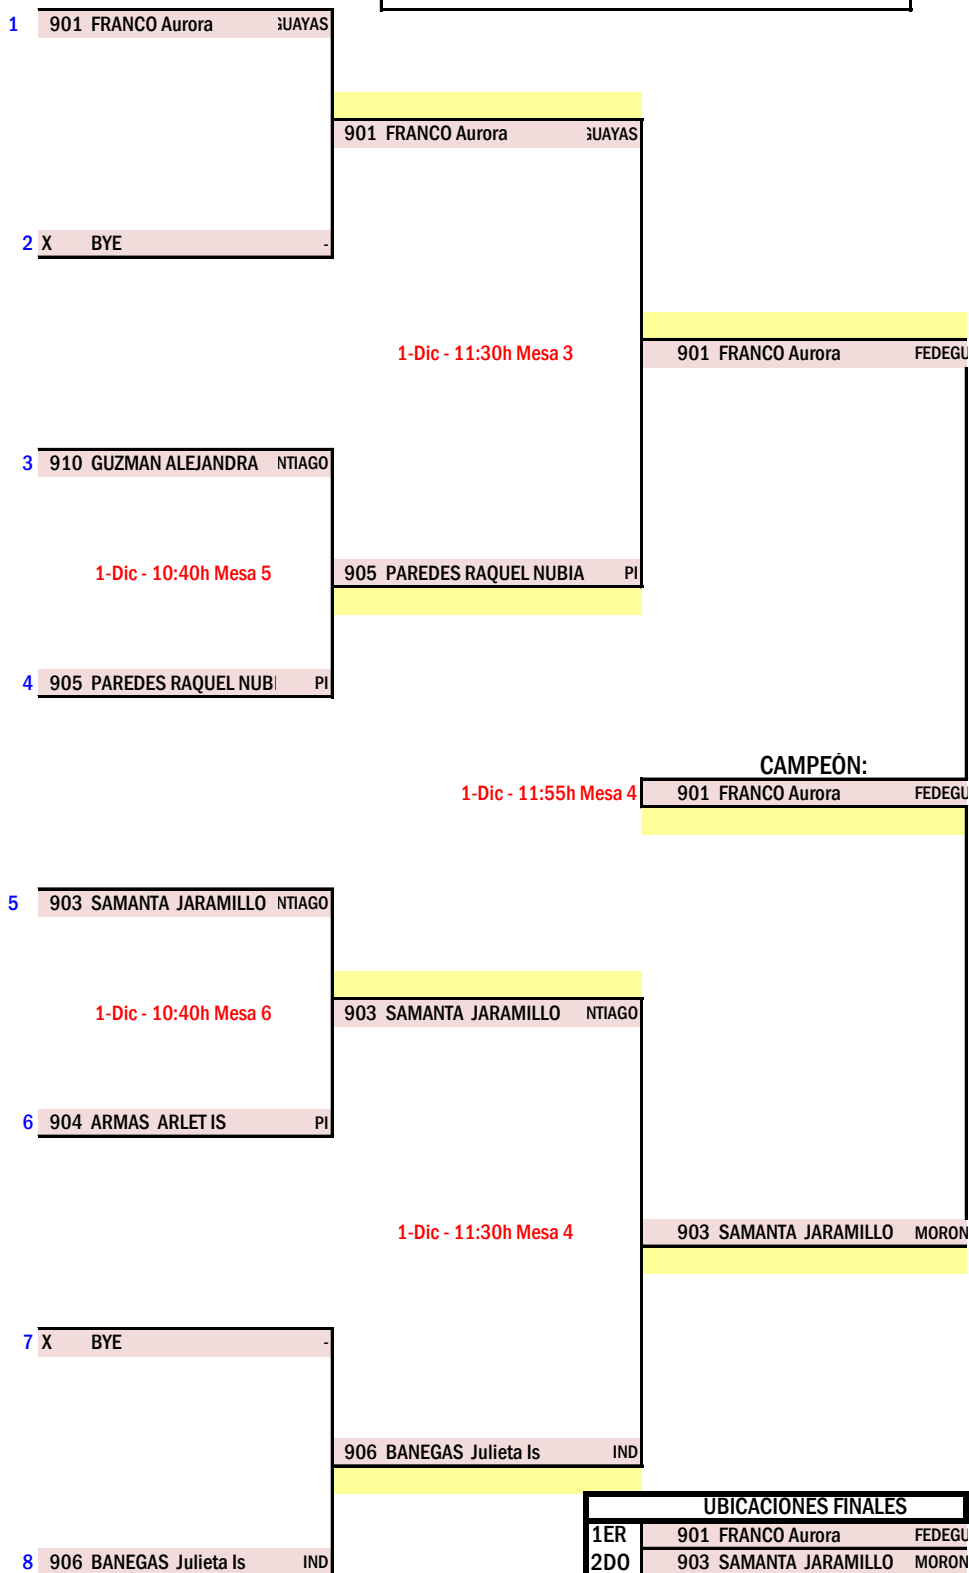 1 901 FRANCO Aurora GUAYAS
901 FRANCO Aurora GUAYAS
2 X BYE -
1-Dic - 11:30h Mesa 3
901 FRANCO Aurora FEDEGU
3 910 GUZMAN ALEJANDRA NTIAGO
1-Dic - 10:40h Mesa 5
905 PAREDES RAQUEL NUBIA PI
4 905 PAREDES RAQUEL NUBI PI
CAMPEÓN:
1-Dic - 11:55h Mesa 4
901 FRANCO Aurora FEDEGU
5 903 SAMANTA JARAMILLO NTIAGO
1-Dic - 10:40h Mesa 6
903 SAMANTA JARAMILLO NTIAGO
6 904 ARMAS ARLET IS PI
1-Dic - 11:30h Mesa 4
903 SAMANTA JARAMILLO MORON
7 X BYE -
906 BANEGAS Julieta Is IND
UBICACIONES FINALES
1ER 901 FRANCO Aurora FEDEGU
8 906 BANEGAS Julieta Is IND
2DO 903 SAMANTA JARAMILLO MORON